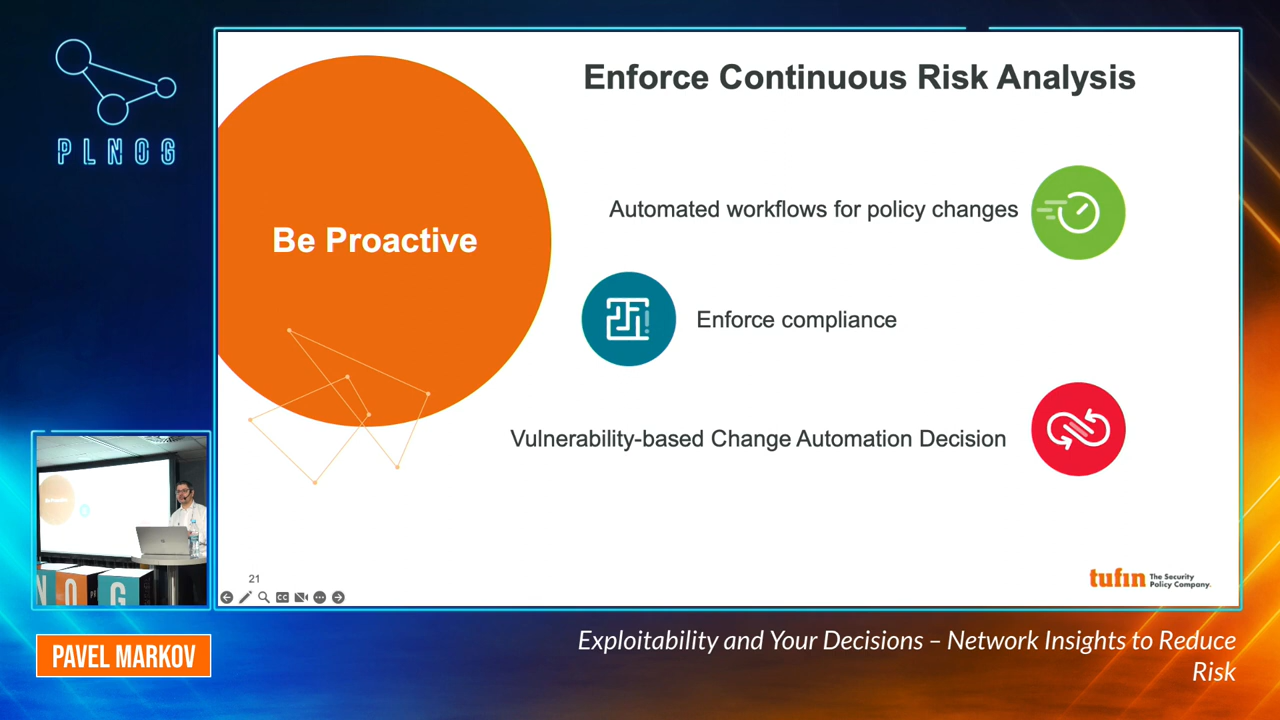 PLNOG
Enforce Continuous Risk Analysis
Be Proactive
Automated workflows for policy changes
Enforce compliance
Vulnerability-based Change Automation Decision
21
CC
tufin The Security
Policy Company.
N O G
PAVEL MARKOV
Exploitability and Your Decisions – Network Insights to Reduce
Risk